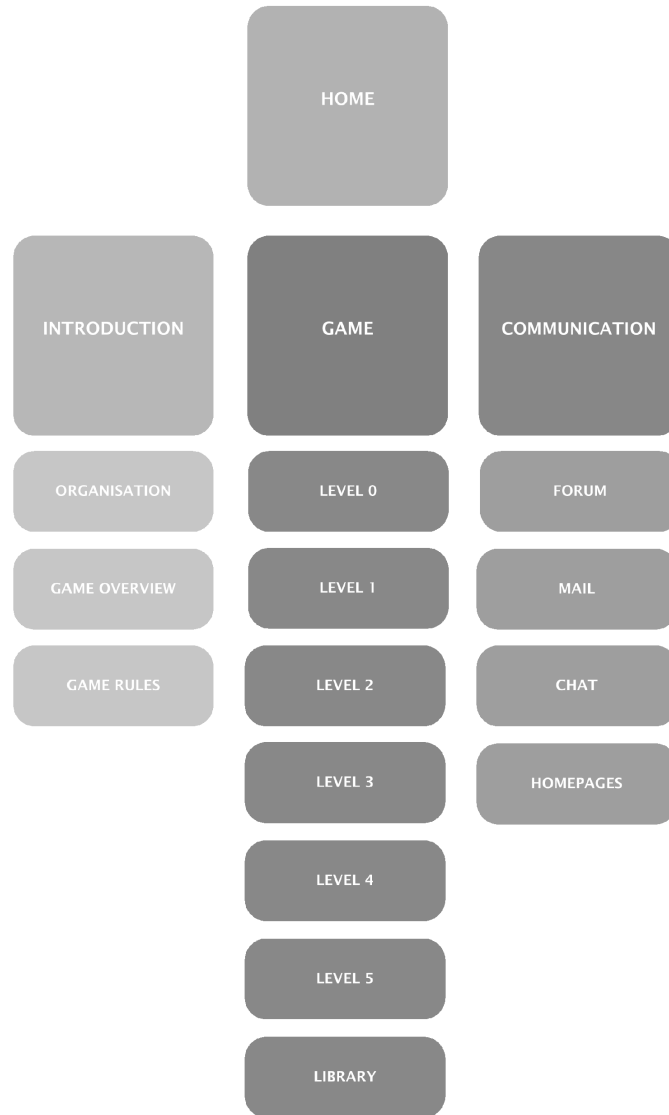 HOME
INTRODUCTION
GAME
COMMUNICATION
ORGANISATION
LEVEL 0
FORUM
GAME OVERVIEW
LEVEL 1
MAIL
GAME RULES
LEVEL 2
CHAT
LEVEL 3
HOMEPAGES
LEVEL 4
LEVEL 5
LIBRARY